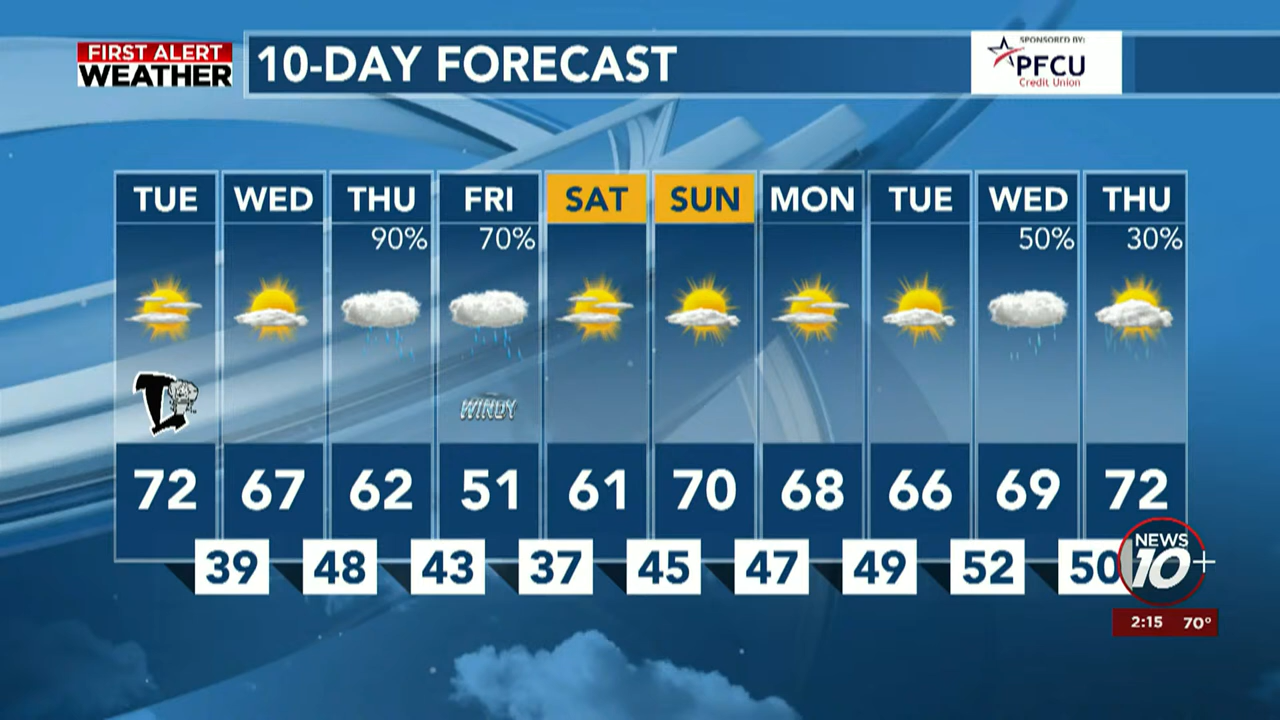 FIRST ALERT
WEATHER
10-DAY FORECAST
SPONSORED BY:
PFCU
Credit Union
TUE WED THU FRI SAT SUN MON TUE WED THU
90% 70% 50% 30%
L
WINDY
72 67 62 51 61 70 68 66 69 72
39 48 43 37 45 47 49 52 50
NEWS
10+
2:15 70°